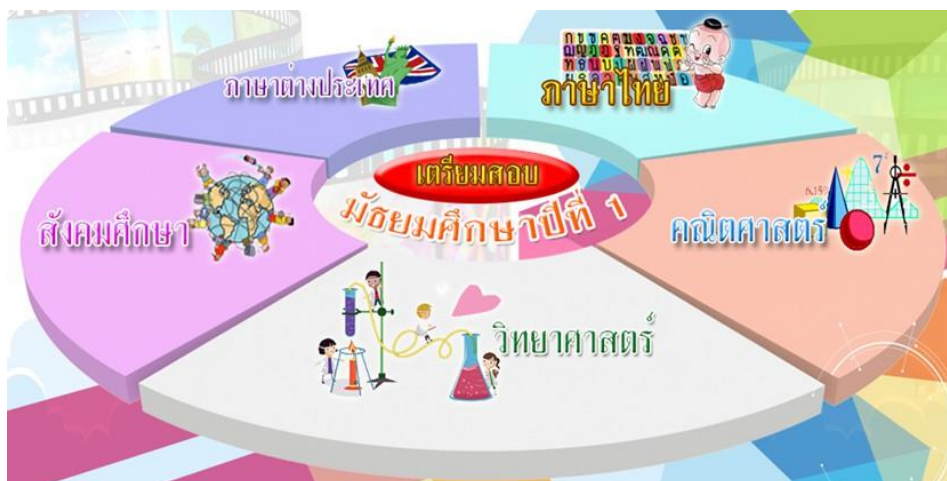 ภาษาต่างประเทศ
ภาษาไทย
เตรียมสอบ
มัธยมศึกษาปีที่ 1
สังคมศึกษา
คณิตศาสตร์
วิทยาศาสตร์